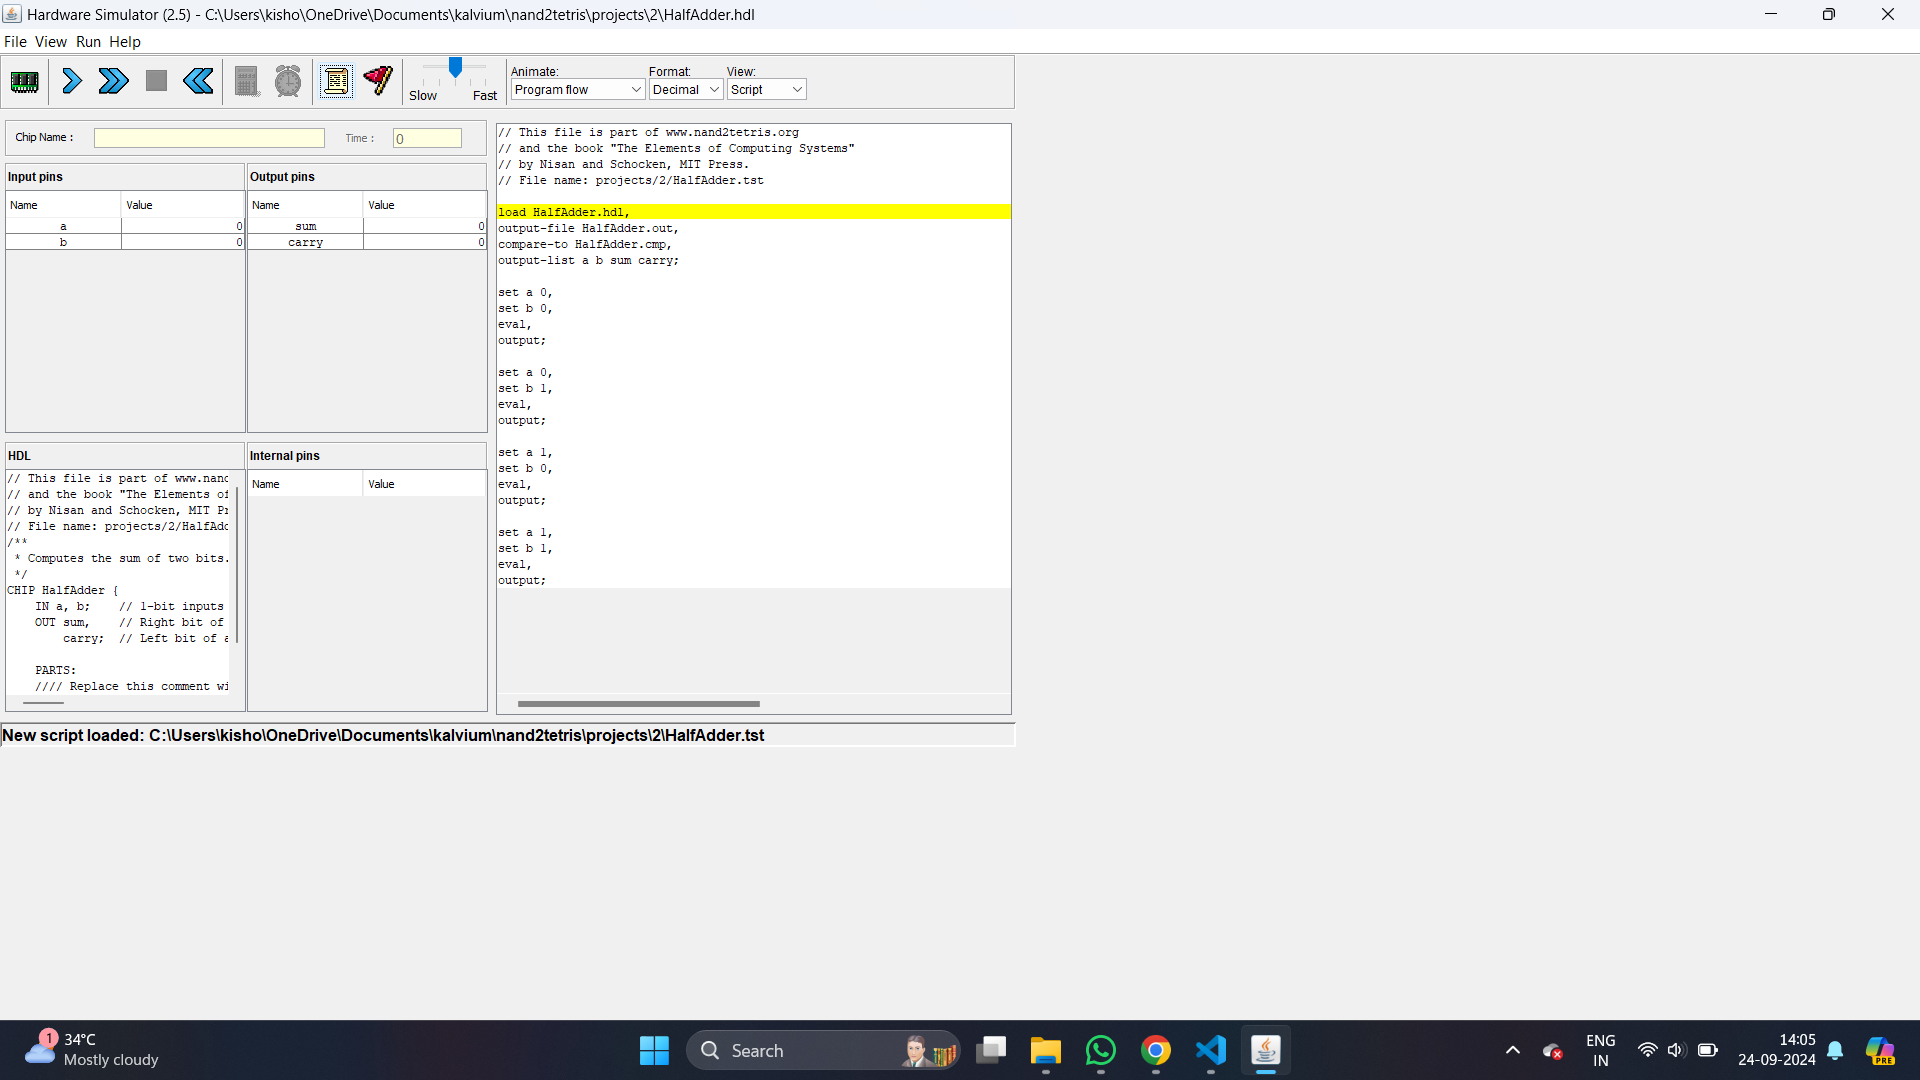 Hardware Simulator (2.5) - C:\Users\kisho\OneDrive\Documents\kalvium\nand2tetris\projects\2\HalfAdder.hdl
File View Run Help
Slow Fast
Animate: Format: View:
Program flow Decimal Script
Chip Name : Time : 0
Input pins
Name Value
a 0
b 0
Output pins
Name Value
sum 0
carry 0
HDL
// This file is part of www.nand
// and the book "The Elements of
// by Nisan and Schocken, MIT Pr
// File name: projects/2/HalfAdd
/**
* Computes the sum of two bits.
*/
CHIP HalfAdder {
IN a, b; // 1-bit inputs
OUT sum, // Right bit of
carry; // Left bit of a
PARTS:
//// Replace this comment wi
Internal pins
Name Value
// This file is part of www.nand2tetris.org
// and the book "The Elements of Computing Systems"
// by Nisan and Schocken, MIT Press.
// File name: projects/2/HalfAdder.tst
load HalfAdder.hdl,
output-file HalfAdder.out,
compare-to HalfAdder.cmp,
output-list a b sum carry;
set a 0,
set b 0,
eval,
output;
set a 0,
set b 1,
eval,
output;
set a 1,
set b 0,
eval,
output;
set a 1,
set b 1,
eval,
output;
New script loaded: C:\Users\kisho\OneDrive\Documents\kalvium\nand2tetris\projects\2\HalfAdder.tst
1
34°C
Mostly cloudy
Search
ENG
IN
14:05
24-09-2024
PRE